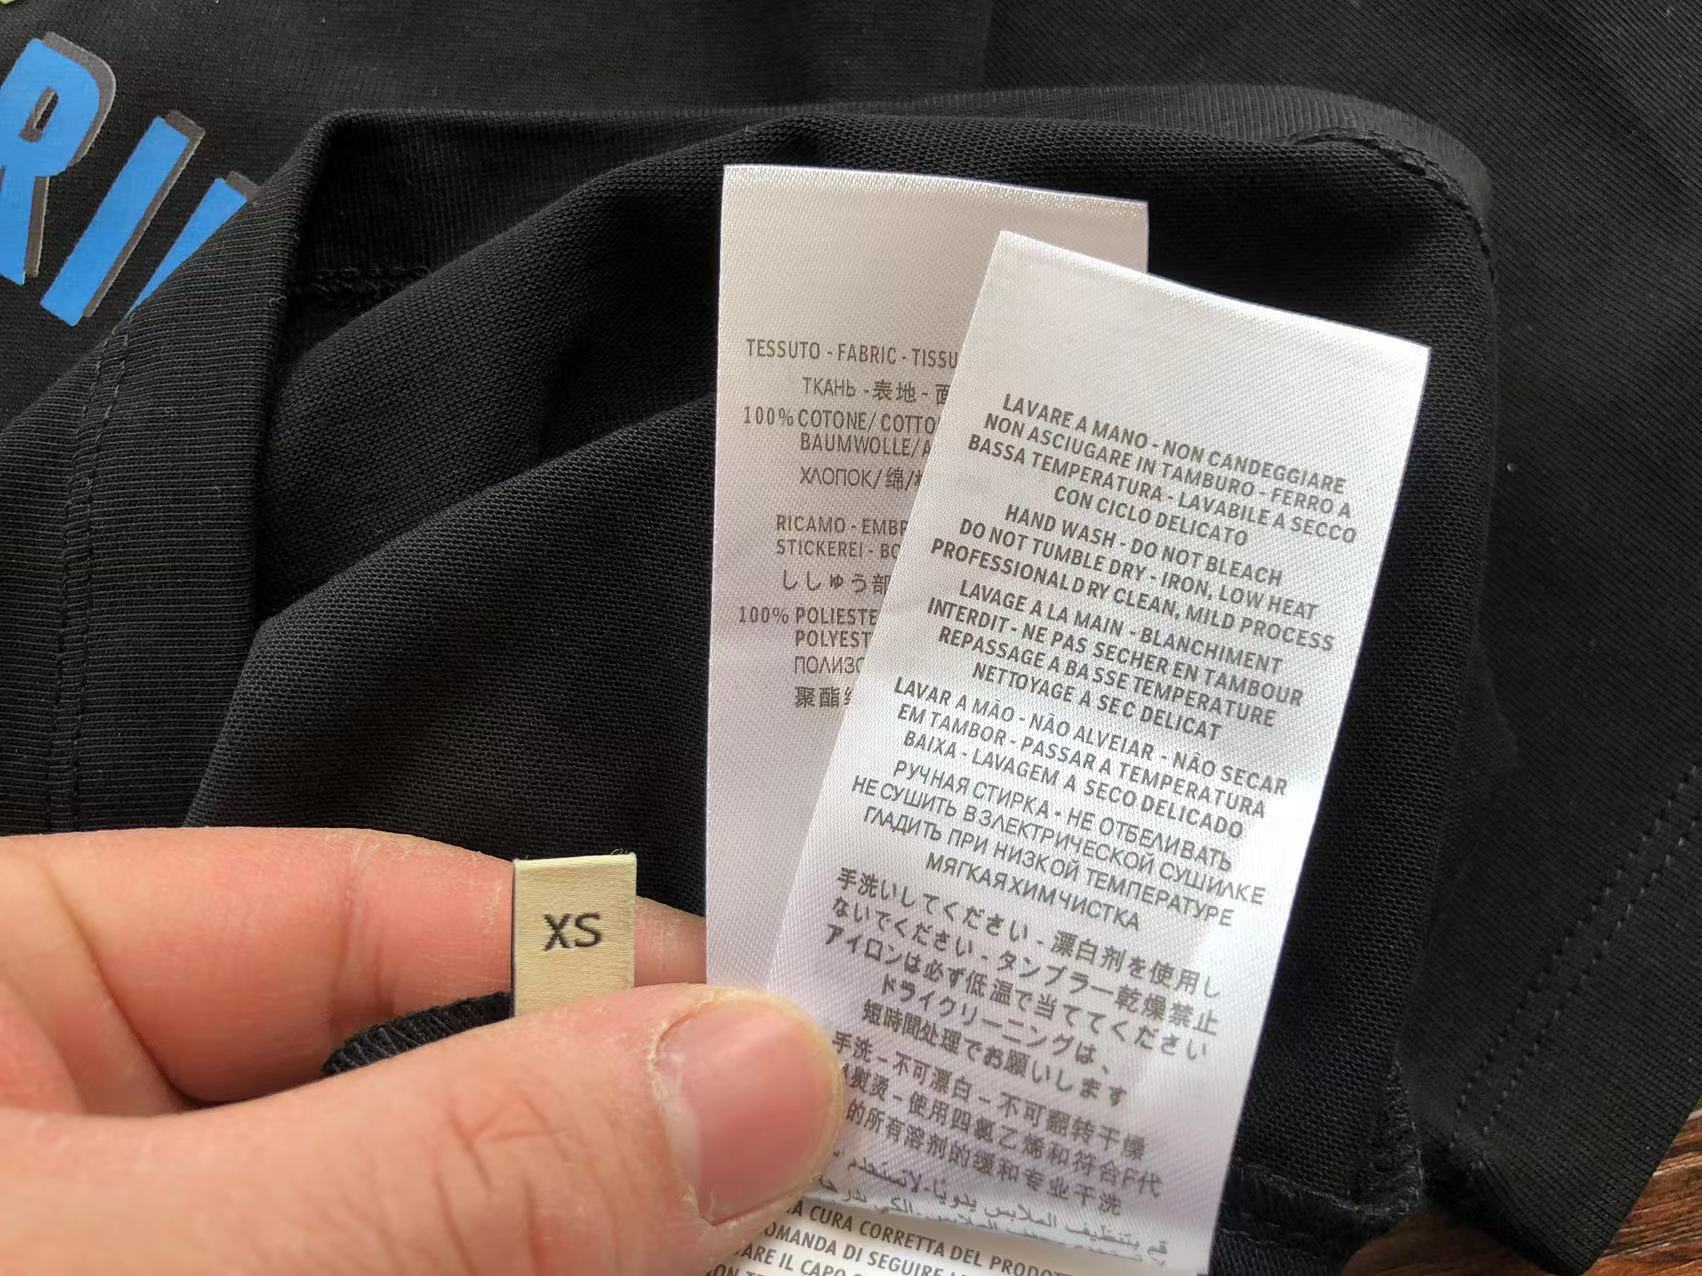 RI
TESSUTO - FABRIC - TISSU
ТКАНЬ - 表地 - 面
100% COTONE/ COTTO
BAUMWOLLE/ A
ХЛОПОК/绵/
RICAMO - EMBR
STICKEREI - BO
ししゅう部
100% POLIESTE
POLYEST
ПОЛИЭС
聚酯
LAVARE A MANO - NON CANDEGGIARE
NON ASCIUGARE IN TAMBURO - FERRO A
BASSA TEMPERATURA - LAVABILE A SECCO
CON CICLO DELICATO
HAND WASH - DO NOT BLEACH
DO NOT TUMBLE DRY - IRON, LOW HEAT
PROFESSIONAL DRY CLEAN, MILD PROCESS
LAVAGE A LA MAIN - BLANCHIMENT
INTERDIT - NE PAS SECHER EN TAMBOUR
REPASSAGE A BASSE TEMPERATURE
NETTOYAGE A SEC DELICAT
LAVAR A MÃO - NÃO ALVEIAR - NÃO SECAR
EM TAMBOR - PASSAR A TEMPERATURA
BAIXA - LAVAGEM A SECO DELICADO
РУЧНАЯ СТИРКА - НЕ ОТБЕЛИВАТЬ
НЕ СУШИТЬ В ЭЛЕКТРИЧЕСКОЙ СУШИЛКЕ
ГЛАДИТЬ ПРИ НИЗКОЙ ТЕМПЕРАТУРЕ
МЯГКАЯ ХИМЧИСТКА
手洗いしてください - 漂白剤を使用し
ないでください - タンブラー乾燥禁止
アイロンは必ず低温で当ててください
ドライクリーニングは、
短時間処理でお願いします
手洗 - 不可漂白 - 不可翻转干燥
熨烫 - 使用四氯乙烯和符合F代
的所有溶剂的缓和专业干洗
XS
A CURA CORRETTA DEL PRODOT
OMANDA DI SEGUIRE
ARE IL CAPO